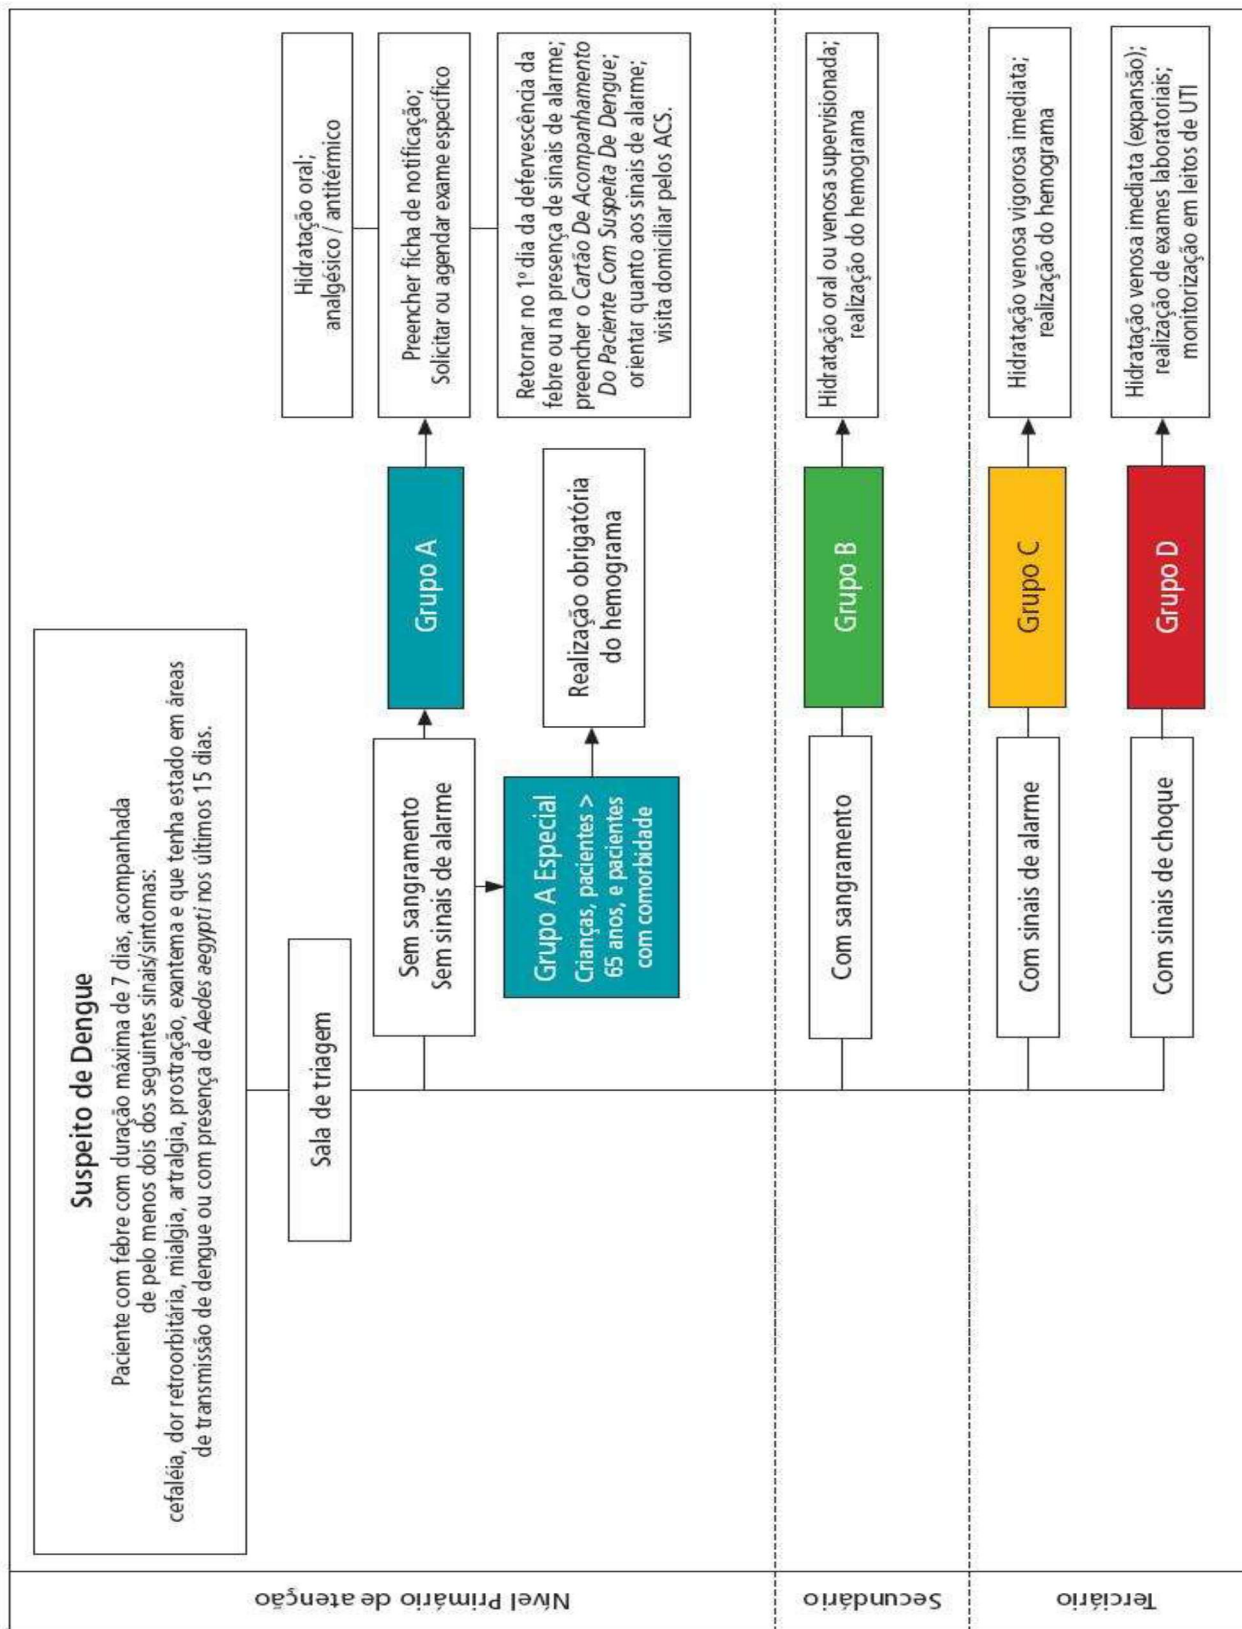 Suspeito de Dengue
Paciente com febre com duração máxima de 7 dias, acompanhada
de pelo menos dois dos seguintes sinais/sintomas:
cefaléia, dor retroorbitária, mialgia, artralgia, prostração, exantema e que tenha estado em áreas
de transmissão de dengue ou com presença de Aedes aegypti nos últimos 15 dias.
Sala de triagem
Nível Primário de atenção
Sem sangramento
Sem sinais de alarme
Grupo A
Hidratação oral;
analgésico / antitérmico
Preencher ficha de notificação;
Solicitar ou agendar exame específico
Retornar no 1º dia da defervescência da
febre ou na presença de sinais de alarme;
preencher o Cartão De Acompanhamento
Do Paciente Com Suspeita De Dengue;
orientar quanto aos sinais de alarme;
visita domiciliar pelos ACS.
Grupo A Especial
Crianças, pacientes >
65 anos, e pacientes
com comorbidade
Realização obrigatória
do hemograma
Secundário
Com sangramento
Grupo B
Hidratação oral ou venosa supervisionada;
realização do hemograma
Terciário
Com sinais de alarme
Grupo C
Hidratação venosa vigorosa imediata;
realização do hemograma
Com sinais de choque
Grupo D
Hidratação venosa imediata (expansão);
realização de exames laboratoriais;
monitorização em leitos de UTI